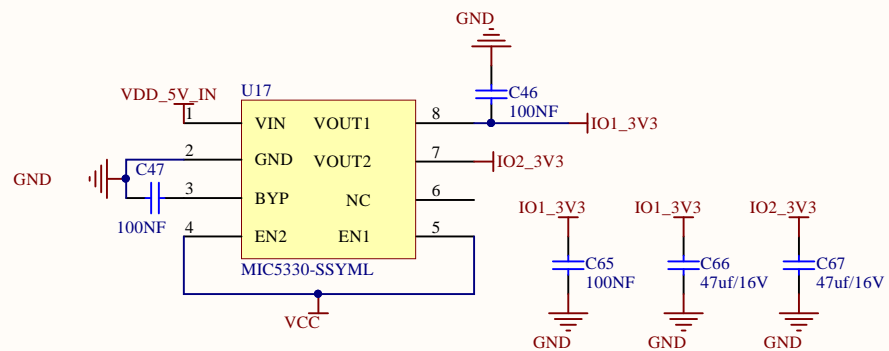 GND
U17
VDD_5V_IN
C46
100NF
1
VIN
VOUT1
8
IO1_3V3
2
GND
VOUT2
7
IO2_3V3
C47
GND
3
BYP
NC
6
100NF
4
EN2
EN1
5
IO1_3V3
IO1_3V3
IO2_3V3
MIC5330-SSYML
C65
100NF
C66
47uf/16V
C67
47uf/16V
VCC
GND
GND
GND